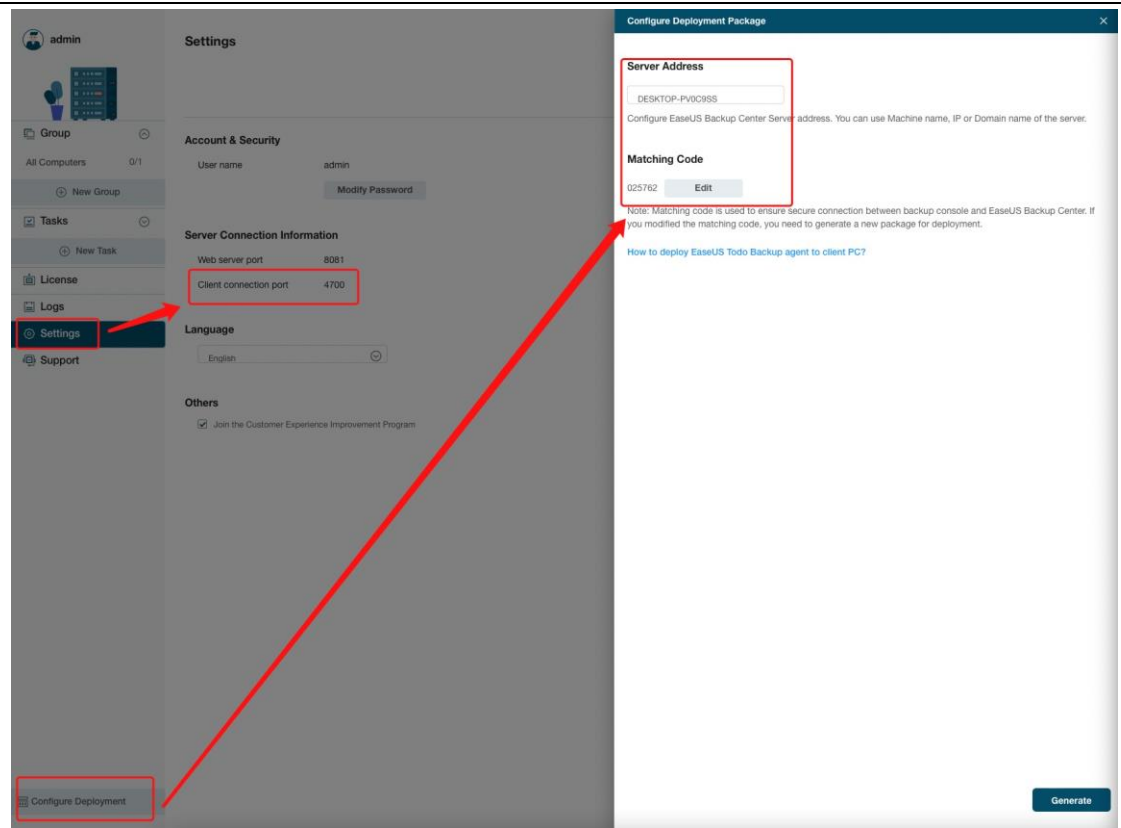 admin
Group
All Computers 0/1
New Group
Tasks
New Task
License
Logs
Settings
Support
Configure Deployment
Settings
Account & Security
User name admin
Modify Password
Server Connection Information
Web server port 8081
Client connection port 4700
Language
English
Others
Join the Customer Experience Improvement Program
Configure Deployment Package
Server Address
DESKTOP-PV0C9SS
Configure EaseUS Backup Center Server address. You can use Machine name, IP or Domain name of the server.
Matching Code
025762 Edit
Note: Matching code is used to ensure secure connection between backup console and EaseUS Backup Center. If
you modified the matching code, you need to generate a new package for deployment.
How to deploy EaseUS Todo Backup agent to client PC?
Generate